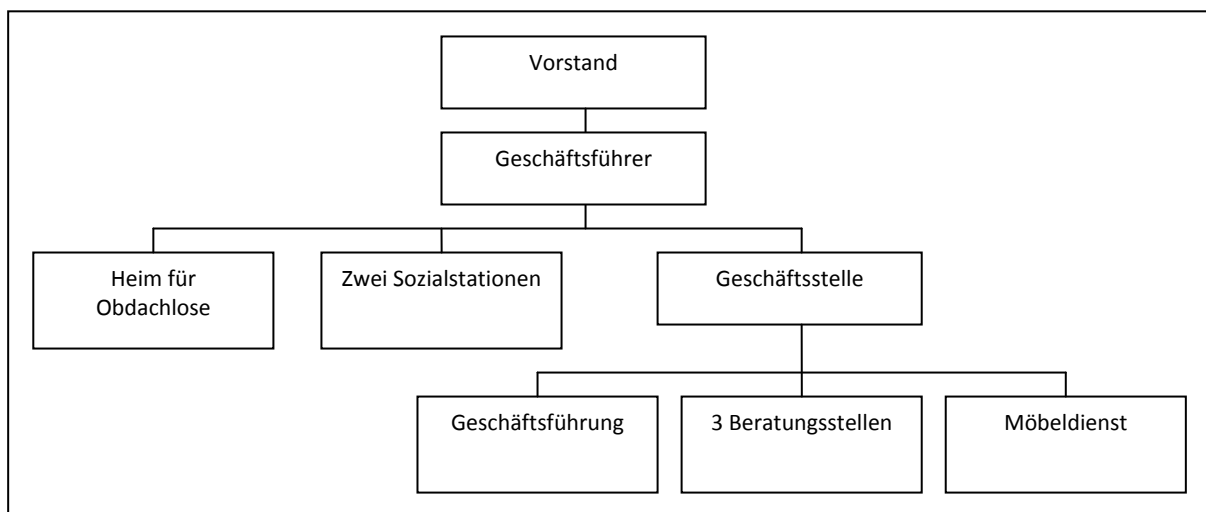 Vorstand
Geschäftsführer
Heim für
Obdachlose
Zwei Sozialstationen
Geschäftsstelle
Geschäftsführung
3 Beratungsstellen
Möbeldienst